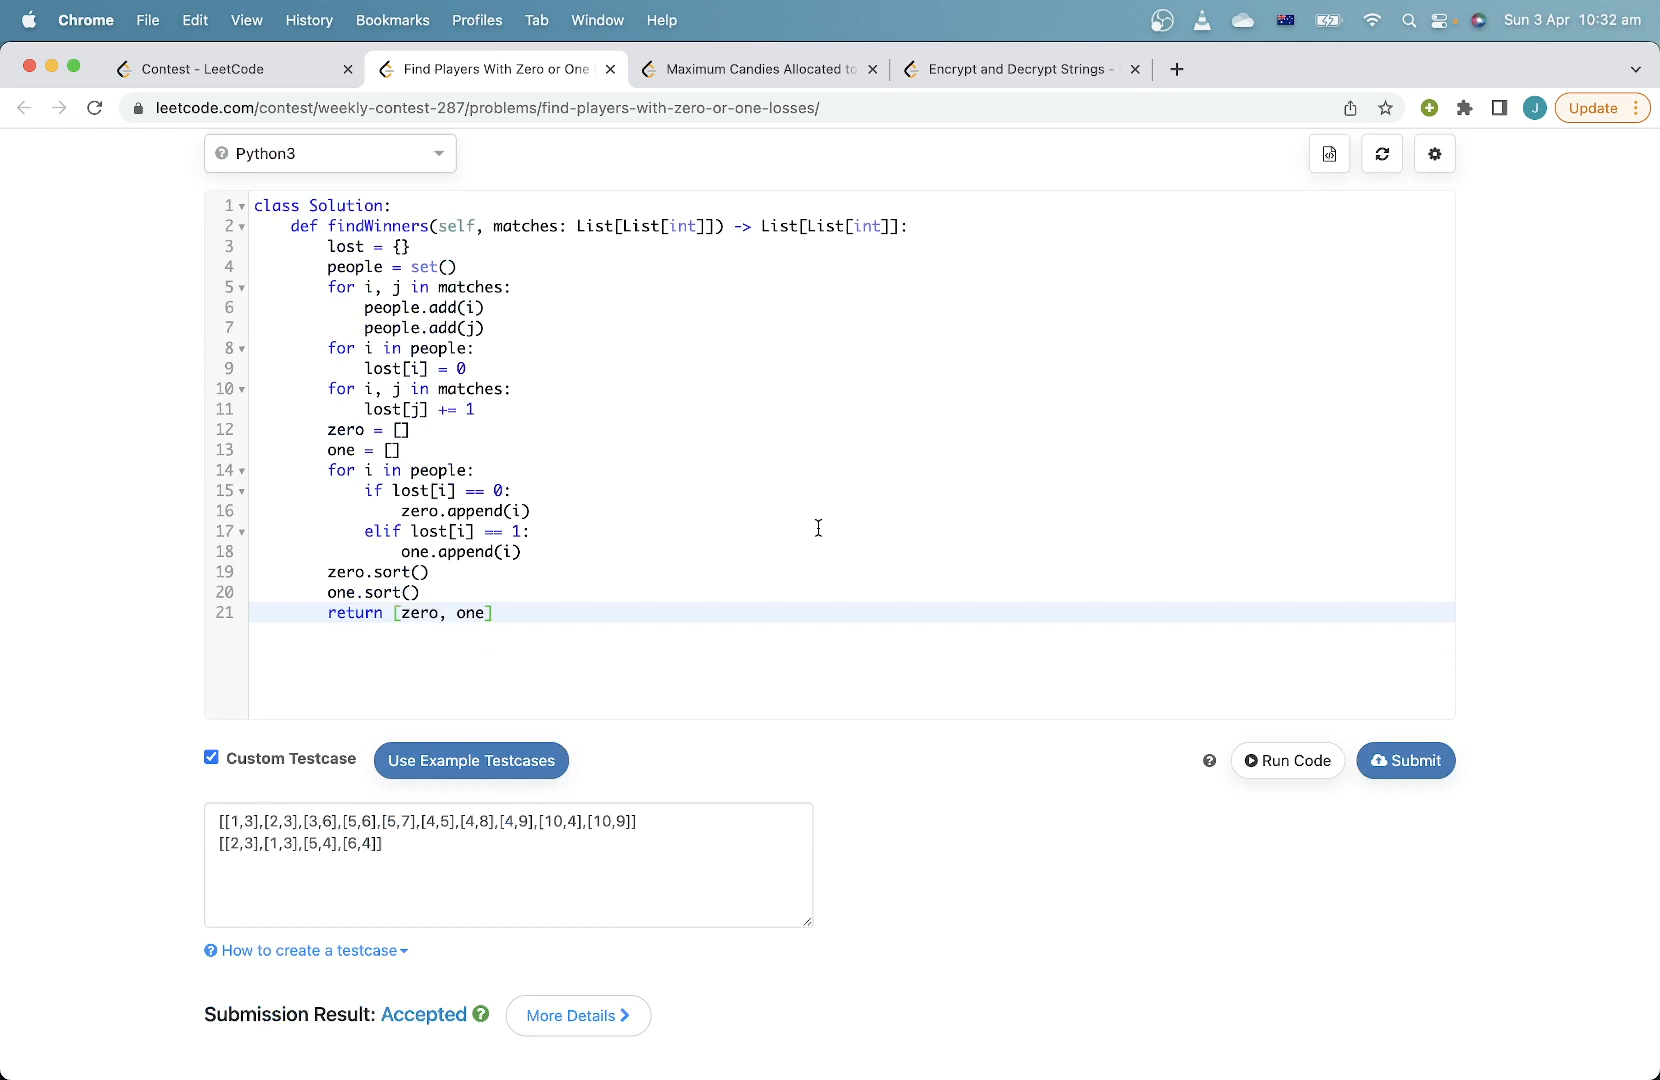 Chrome File Edit View History Bookmarks Profiles Tab Window Help Sun 3 Apr 10:32 am
Contest - LeetCode Find Players With Zero or One Maximum Candies Allocated to Encrypt and Decrypt Strings -
leetcode.com/contest/weekly-contest-287/problems/find-players-with-zero-or-one-losses/ J Update
Python3
1 class Solution:
2 def findWinners(self, matches: List[List[int]]) -> List[List[int]]:
3 lost = {}
4 people = set()
5 for i, j in matches:
6 people.add(i)
7 people.add(j)
8 for i in people:
9 lost[i] = 0
10 for i, j in matches:
11 lost[j] += 1
12 zero = []
13 one = []
14 for i in people:
15 if lost[i] == 0:
16 zero.append(i)
17 elif lost[i] == 1:
18 one.append(i)
19 zero.sort()
20 one.sort()
21 return [zero, one]
Custom Testcase Use Example Testcases Run Code Submit
[[1,3],[2,3],[3,6],[5,6],[5,7],[4,5],[4,8],[4,9],[10,4],[10,9]]
[[2,3],[1,3],[5,4],[6,4]]
How to create a testcase
Submission Result: Accepted More Details